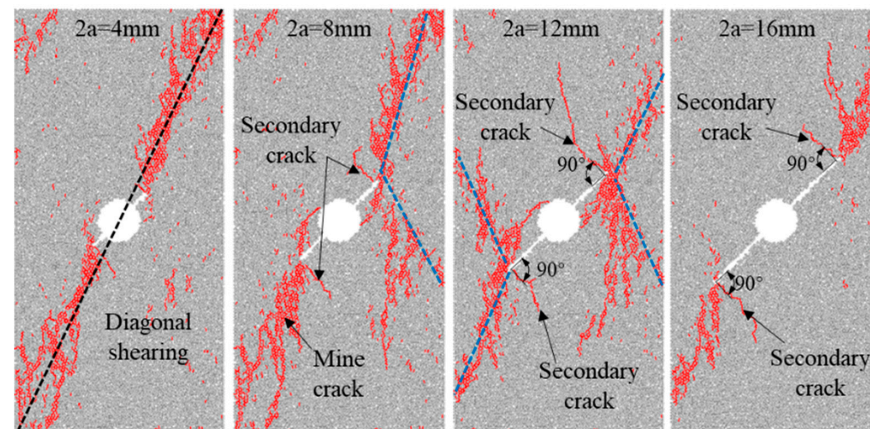 2a=4mm
Diagonal
shearing
2a=8mm
Secondary
crack
Mine
crack
2a=12mm
Secondary
crack
90°
90°
Secondary
crack
2a=16mm
Secondary
crack
90°
90°
Secondary
crack